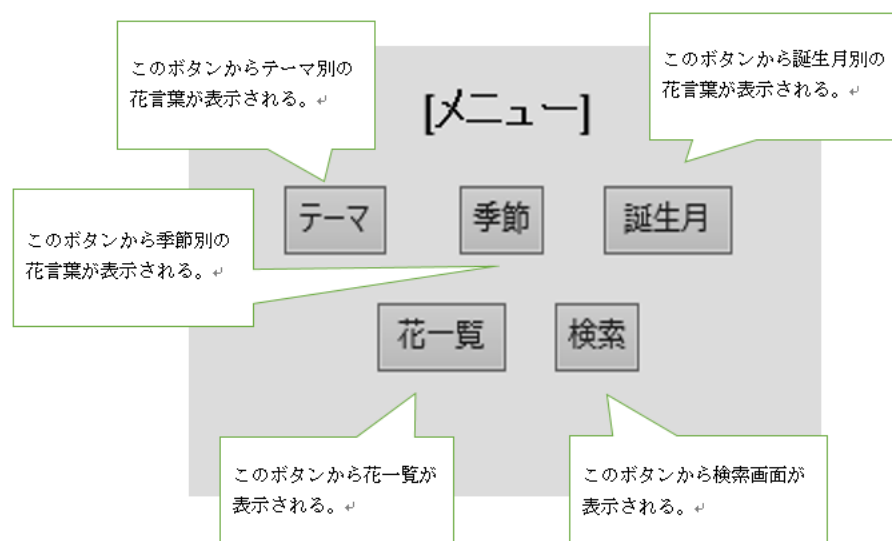 このボタンからテーマ別の
花言葉が表示される。↵
このボタンから誕生月別の
花言葉が表示される。↵
[メニュー]
テーマ
季節
誕生月
このボタンから季節別の
花言葉が表示される。↵
花一覧
検索
このボタンから花一覧が
表示される。↵
このボタンから検索画面が
表示される。↵